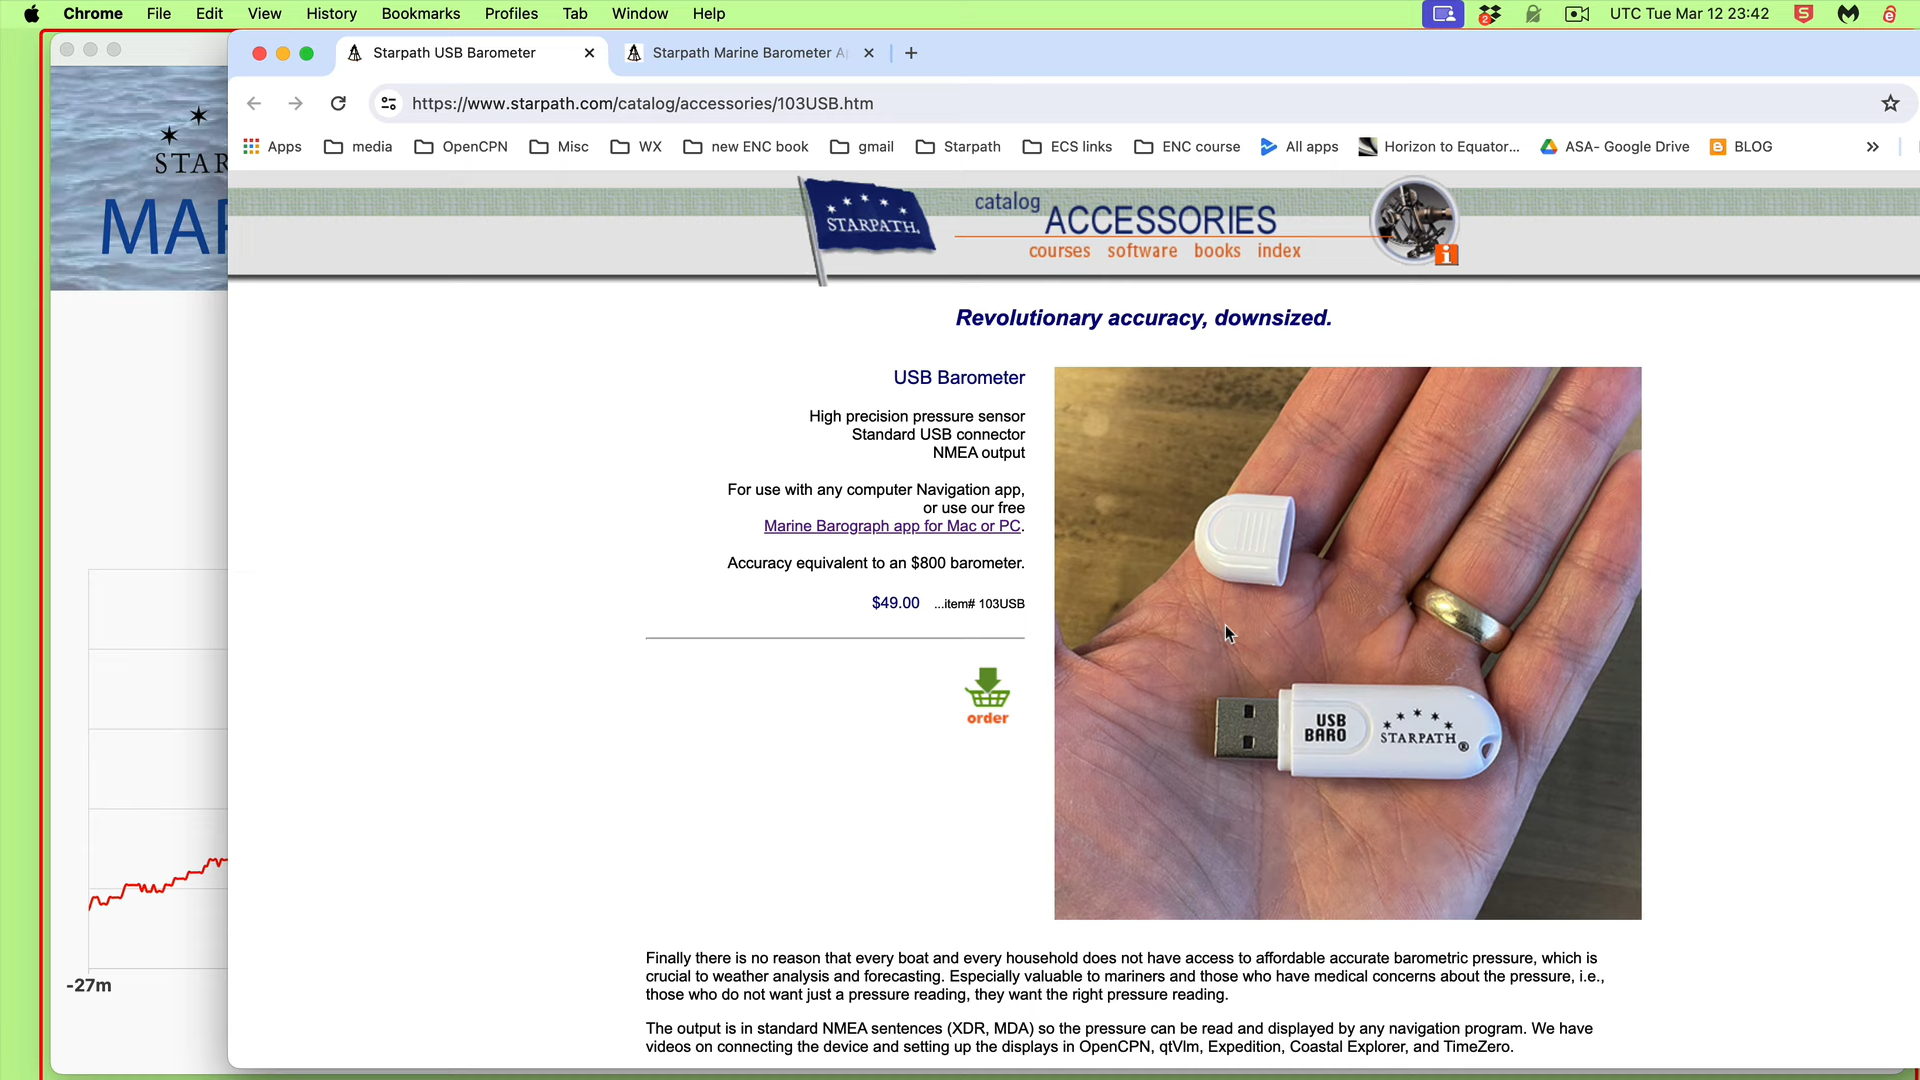 Chrome File Edit View History Bookmarks Profiles Tab Window Help
2
UTC Tue Mar 12 23:42
Starpath USB Barometer
Starpath Marine Barometer A
https://www.starpath.com/catalog/accessories/103USB.htm
Apps media OpenCPN Misc WX new ENC book gmail Starpath ECS links ENC course All apps Horizon to Equator... ASA- Google Drive BLOG
STAR
MAR
STARPATH®
catalog ACCESSORIES
courses software books index
i
Revolutionary accuracy, downsized.
USB Barometer
High precision pressure sensor
Standard USB connector
NMEA output
For use with any computer Navigation app,
or use our free
Marine Barograph app for Mac or PC.
Accuracy equivalent to an $800 barometer.
$49.00 ...item# 103USB
order
USB
BARO
STARPATH®
-27m
Finally there is no reason that every boat and every household does not have access to affordable accurate barometric pressure, which is
crucial to weather analysis and forecasting. Especially valuable to mariners and those who have medical concerns about the pressure, i.e.,
those who do not want just a pressure reading, they want the right pressure reading.
The output is in standard NMEA sentences (XDR, MDA) so the pressure can be read and displayed by any navigation program. We have
videos on connecting the device and setting up the displays in OpenCPN, qtVlm, Expedition, Coastal Explorer, and TimeZero.